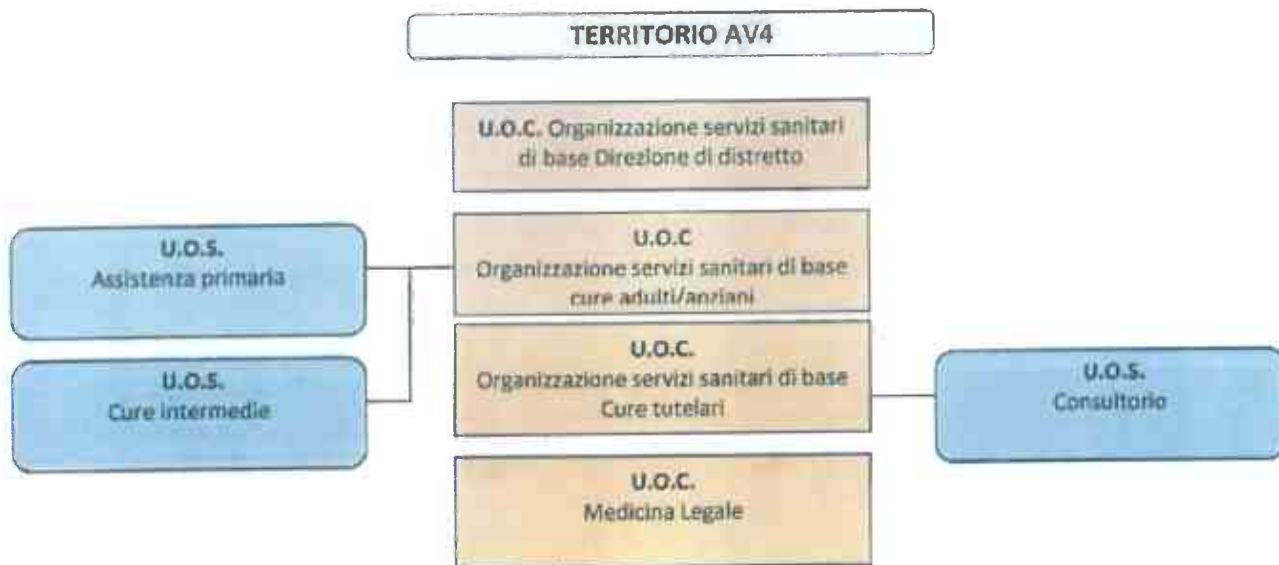 TERRITORIO AV4
U.O.C. Organizzazione servizi sanitari
di base Direzione di distretto
U.O.S.
Assistenza primaria
U.O.C
Organizzazione servizi sanitari di base
cure adulti/anziani
U.O.S.
Cure intermedie
U.O.C.
Organizzazione servizi sanitari di base
Cure tutelari
U.O.S.
Consultorio
U.O.C.
Medicina Legale